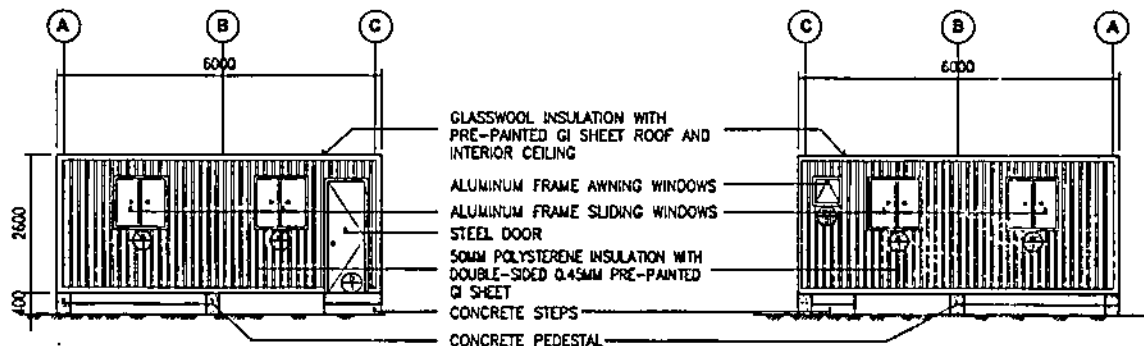 A B C
C B A
6000
6000
GLASSWOOL INSULATION WITH
PRE-PAINTED GI SHEET ROOF AND
INTERIOR CEILING
ALUMINUM FRAME AWNING WINDOWS
ALUMINUM FRAME SLIDING WINDOWS
STEEL DOOR
50MM POLYSTERENE INSULATION WITH
DOUBLE-SIDED 0.45MM PRE-PAINTED
GI SHEET
CONCRETE STEPS
CONCRETE PEDESTAL
2600
400